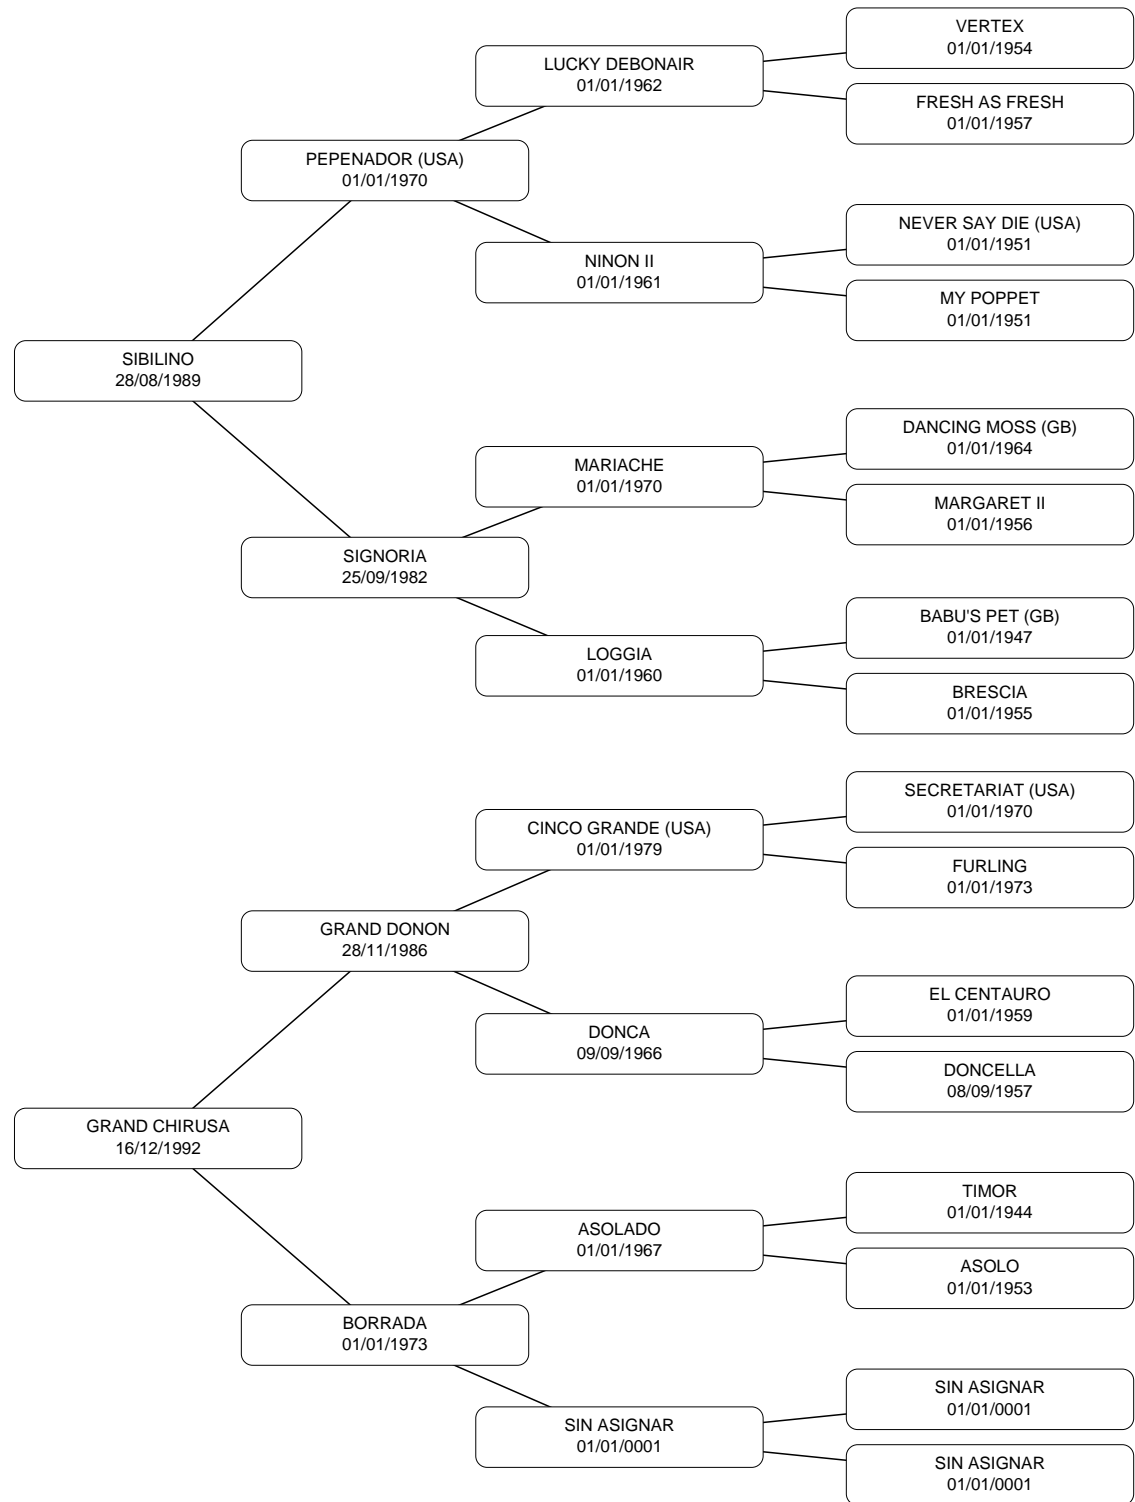 VERTEX
01/01/1954
LUCKY DEBONAIR
01/01/1962
FRESH AS FRESH
01/01/1957
PEPENADOR (USA)
01/01/1970
NEVER SAY DIE (USA)
01/01/1951
NINON II
01/01/1961
MY POPPET
01/01/1951
SIBILINO
28/08/1989
DANCING MOSS (GB)
01/01/1964
MARIACHE
01/01/1970
MARGARET II
01/01/1956
SIGNORIA
25/09/1982
BABU'S PET (GB)
01/01/1947
LOGGIA
01/01/1960
BRESCIA
01/01/1955
SECRETARIAT (USA)
01/01/1970
CINCO GRANDE (USA)
01/01/1979
FURLING
01/01/1973
GRAND DONON
28/11/1986
EL CENTAURO
01/01/1959
DONCA
09/09/1966
DONCELLA
08/09/1957
GRAND CHIRUSA
16/12/1992
TIMOR
01/01/1944
ASOLADO
01/01/1967
ASOLO
01/01/1953
BORRADA
01/01/1973
SIN ASIGNAR
01/01/0001
SIN ASIGNAR
01/01/0001
SIN ASIGNAR
01/01/0001